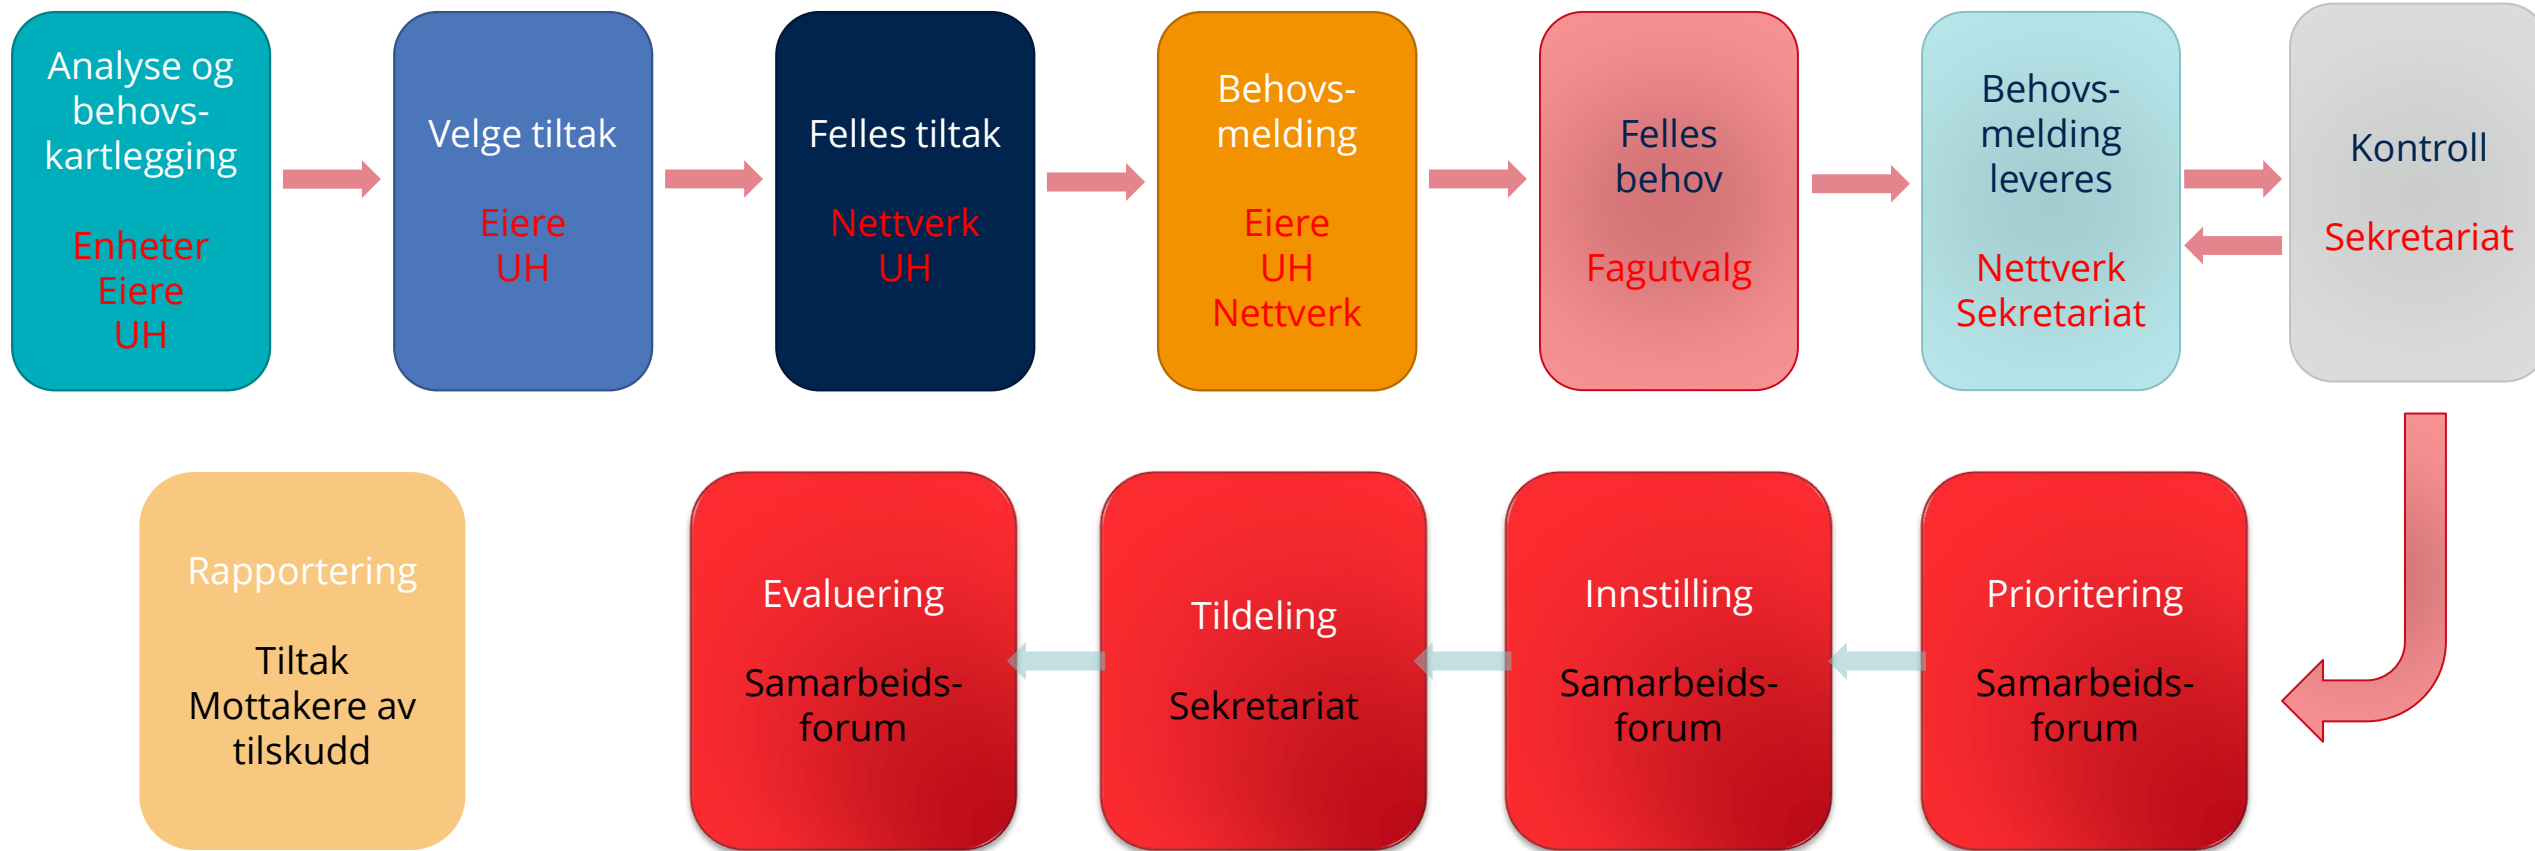 Analyse og
behovs-
kartlegging
Enheter
Eiere
UH
Velge tiltak
Eiere
UH
Felles tiltak
Nettverk
UH
Behovs-
melding
Eiere
UH
Nettverk
Felles
behov
Fagutvalg
Behovs-
melding
leveres
Nettverk
Sekretariat
Kontroll
Sekretariat
Rapportering
Tiltak
Mottakere av
tilskudd
Evaluering
Samarbeids-
forum
Tildeling
Sekretariat
Innstilling
Samarbeids-
forum
Prioritering
Samarbeids-
forum